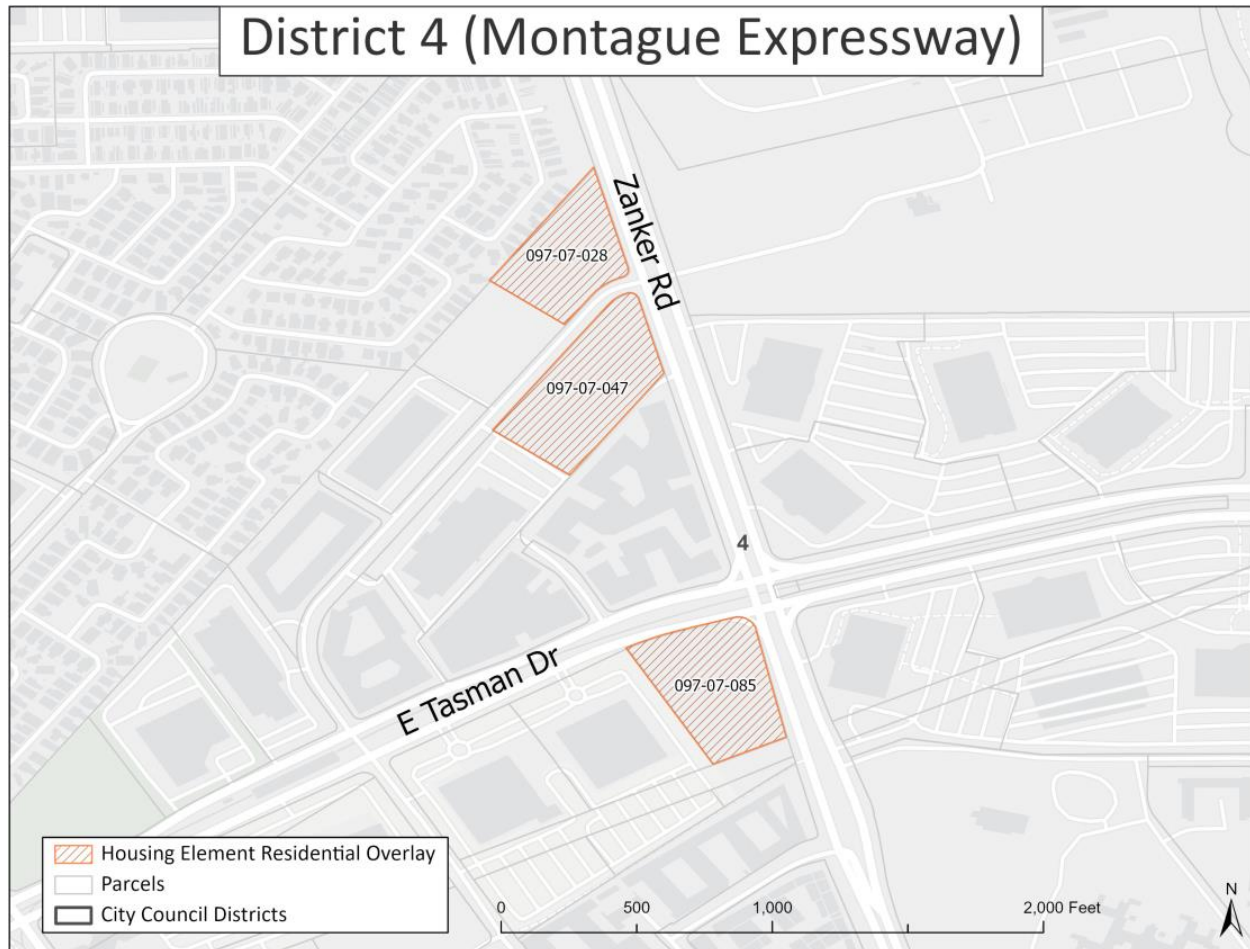 District 4 (Montague Expressway)
Zanker Rd
097-07-028
097-07-047
4
E Tasman Dr
097-07-085
Housing Element Residential Overlay
Parcels
City Council Districts
0 500 1,000 2,000 Feet
N